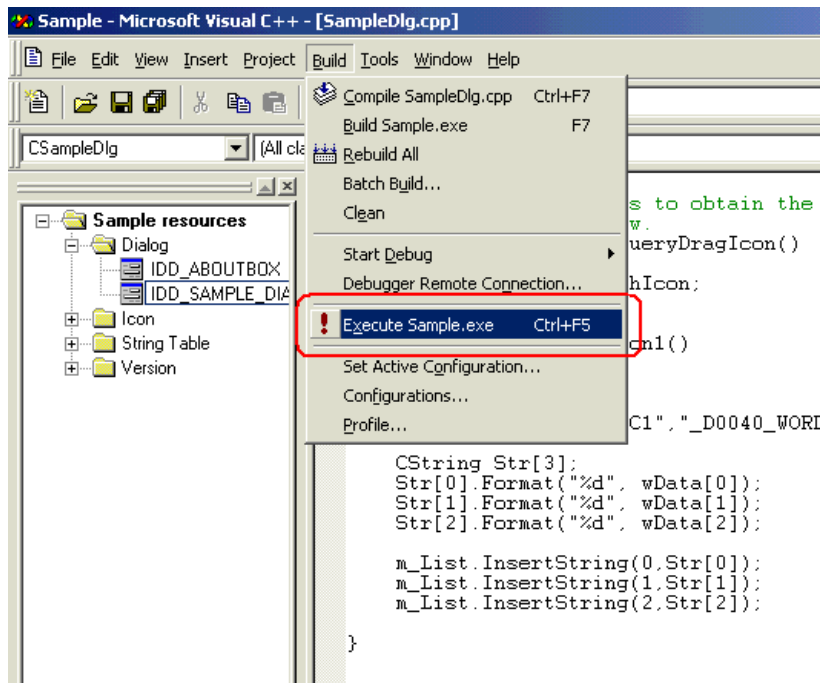 Sample - Microsoft Visual C++ - [SampleDlg.cpp]
File Edit View Insert Project Build Tools Window Help
Compile SampleDlg.cpp Ctrl+F7
Build Sample.exe F7
CSampleDlg (All cla
Rebuild All
Batch Build...
Clean
s to obtain the
w.
Sample resources
ueryDragIcon()
Dialog
Start Debug
IDD_ABOUTBOX
Debugger Remote Connection...
hIcon;
IDD_SAMPLE_DIA
Icon
Execute Sample.exe Ctrl+F5
String Table
on1()
Version
Set Active Configuration...
Configurations...
Profile...
C1","_D0040_WORD
CString Str[3];
Str[0].Format("%d", wData[0]);
Str[1].Format("%d", wData[1]);
Str[2].Format("%d", wData[2]);
m_List.InsertString(0,Str[0]);
m_List.InsertString(1,Str[1]);
m_List.InsertString(2,Str[2]);
}